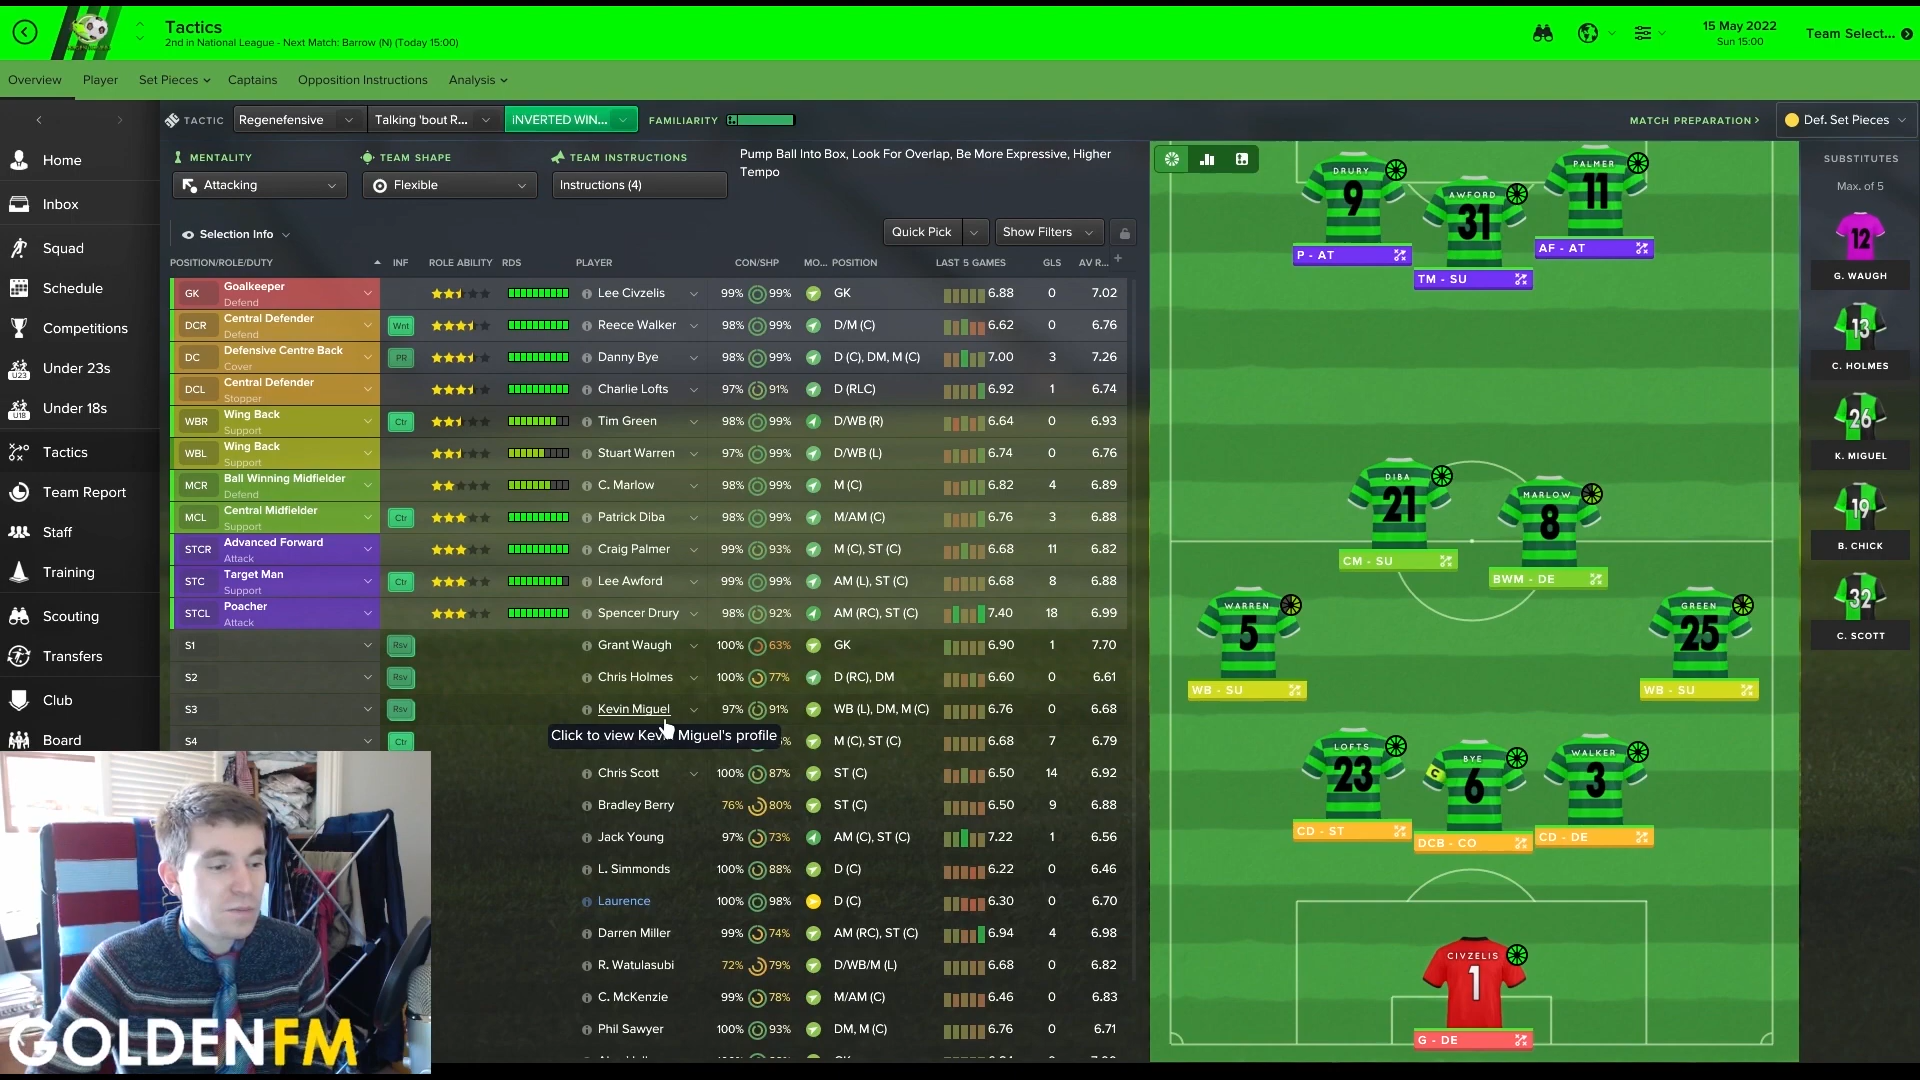 Tactics
2nd in National League - Next Match: Barrow (N) (Today 15:00)
15 May 2022
Sun 15:00
Team Select...
Overview Player Set Pieces Captains Opposition Instructions Analysis
TACTIC Regenefensive Talking 'bout R... iNVERTED WIN... FAMILIARITY MATCH PREPARATION > Def. Set Pieces
MENTALITY TEAM SHAPE TEAM INSTRUCTIONS
Attacking Flexible Instructions (4)
Pump Ball Into Box, Look For Overlap, Be More Expressive, Higher
Tempo
Selection Info Quick Pick Show Filters
POSITION/ROLE/DUTY INF ROLE ABILITY RDS PLAYER CON/SHP MO... POSITION LAST 5 GAMES GLS AV R... +
GK Goalkeeper Defend Lee Civzelis 99% 99% GK 6.88 0 7.02
DCR Central Defender Defend Wnt Reece Walker 98% 99% D/M (C) 6.62 0 6.76
DC Defensive Centre Back Cover PR Danny Bye 98% 99% D (C), DM, M (C) 7.00 3 7.26
DCL Central Defender Stopper Charlie Lofts 97% 91% D (RLC) 6.92 1 6.74
WBR Wing Back Support Ctr Tim Green 98% 99% D/WB (R) 6.64 0 6.93
WBL Wing Back Support Stuart Warren 97% 99% D/WB (L) 6.74 0 6.76
MCR Ball Winning Midfielder Defend C. Marlow 98% 99% M (C) 6.82 4 6.89
MCL Central Midfielder Support Ctr Patrick Diba 98% 99% M/AM (C) 6.76 3 6.88
STCR Advanced Forward Attack Craig Palmer 99% 93% M (C), ST (C) 6.68 11 6.82
STC Target Man Support Ctr Lee Awford 99% 99% AM (L), ST (C) 6.68 8 6.88
STCL Poacher Attack Spencer Drury 98% 92% AM (RC), ST (C) 7.40 18 6.99
S1 Rsv Grant Waugh 100% 63% GK 6.90 1 7.70
S2 Rsv Chris Holmes 100% 77% D (RC), DM 6.60 0 6.61
S3 Rsv Kevin Miguel 97% 91% WB (L), DM, M (C) 6.76 0 6.68
Click to view Kevin Miguel's profile
S4 Ctr M (C), ST (C) 6.68 7 6.79
Chris Scott 100% 87% ST (C) 6.50 14 6.92
Bradley Berry 76% 80% ST (C) 6.50 9 6.88
Jack Young 97% 73% AM (C), ST (C) 7.22 1 6.56
L. Simmonds 100% 88% D (C) 6.22 0 6.46
Laurence 100% 98% D (C) 6.30 0 6.70
Darren Miller 99% 74% AM (RC), ST (C) 6.94 4 6.98
R. Watulasubi 72% 79% D/WB/M (L) 6.68 0 6.82
C. McKenzie 99% 78% M/AM (C) 6.46 0 6.83
Phil Sawyer 100% 93% DM, M (C) 6.76 0 6.71
Home
Inbox
Squad
Schedule
Competitions
Under 23s
Under 18s
Tactics
Team Report
Staff
Training
Scouting
Transfers
Club
Board
DRURY 9 P - AT
AWFORD 31 TM - SU
PALMER 11 AF - AT
DIBA 21 CM - SU
MARLOW 8 BWM - DE
WARREN 5 WB - SU
GREEN 25 WB - SU
LOFTS 23 CD - ST
C BYE 6 DCB - CO
WALKER 3 CD - DE
CIVZELIS 1 G - DE
SUBSTITUTES
Max. of 5
12
G. WAUGH
13
C. HOLMES
26
K. MIGUEL
19
B. CHICK
32
C. SCOTT
GOLDENFM